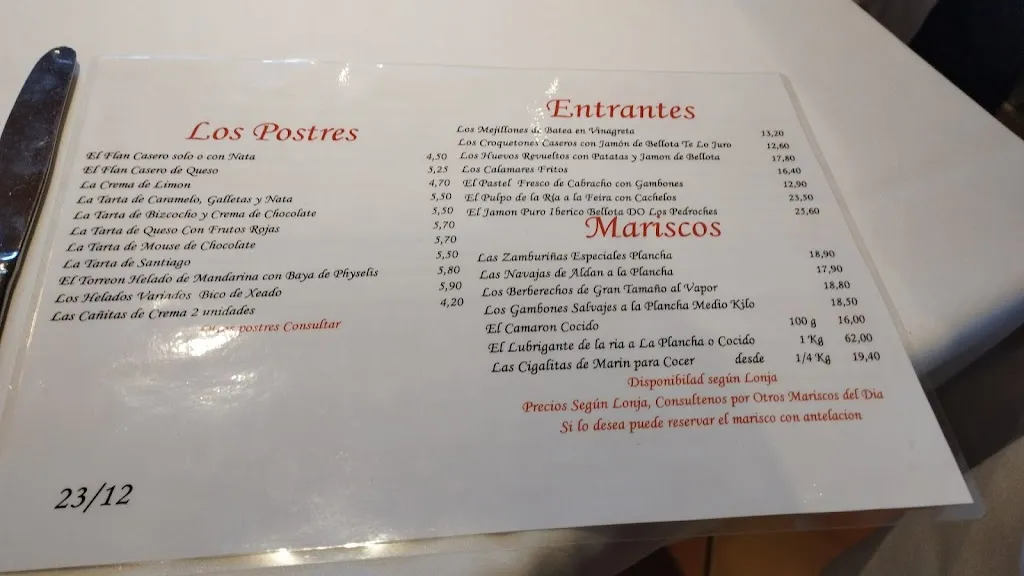 Los Postres
El Flan Casero solo o con Nata 4,50
El Flan Casero de Queso 5,25
La Crema de Limon 4,70
La Tarta de Caramelo, Galletas y Nata 5,50
La Tarta de Bizcocho y Crema de Chocolate 5,50
La Tarta de Queso Con Frutos Rojas 5,70
La Tarta de Mouse de Chocolate 5,70
La Tarta de Santiago 5,50
El Torreon Helado de Mandarina con Baya de Physelis 5,80
Los Helados Variados Bico de Xeado 5,90
Las Cañitas de Crema 2 unidades 4,20
postres Consultar
23/12
Entrantes
Los Mejillones de Batea en Vinagreta 13,20
Los Croquetones Caseros con Jamón de Bellota Te Lo Juro 12,60
Los Huevos Revueltos con Patatas y Jamon de Bellota 17,80
Los Calamares Fritos 16,40
El Pastel Fresco de Cabracho con Gambones 12,90
El Pulpo de la Ría a la Feira con Cachelos 23,50
El Jamon Puro Iberico Bellota DO Los Pedroches 25,60
Mariscos
Las Zamburiñas Especiales Plancha 18,90
Las Navajas de Aldan a la Plancha 17,90
Los Berberechos de Gran Tamaño al Vapor 18,80
Los Gambones Salvajes a la Plancha Medio Kilo 18,50
El Camaron Cocido 100 g 16,00
El Lubrigante de la ria a La Plancha o Cocido 1 Kg 62,00
Las Cigalitas de Marin para Cocer desde 1/4 Kg 19,40
Disponibilad según Lonja
Precios Según Lonja, Consultenos por Otros Mariscos del Dia
Si lo desea puede reservar el marisco con antelacion